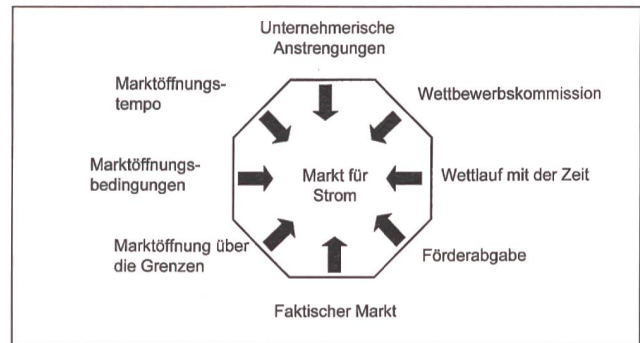 Unternehmerische
Anstrengungen
Marktöffnungs-
tempo
Wettbewerbskommission
Marktöffnungs-
bedingungen
Markt für
Strom
Wettlauf mit der Zeit
Marktöffnung über
die Grenzen
Förderabgabe
Faktischer Markt